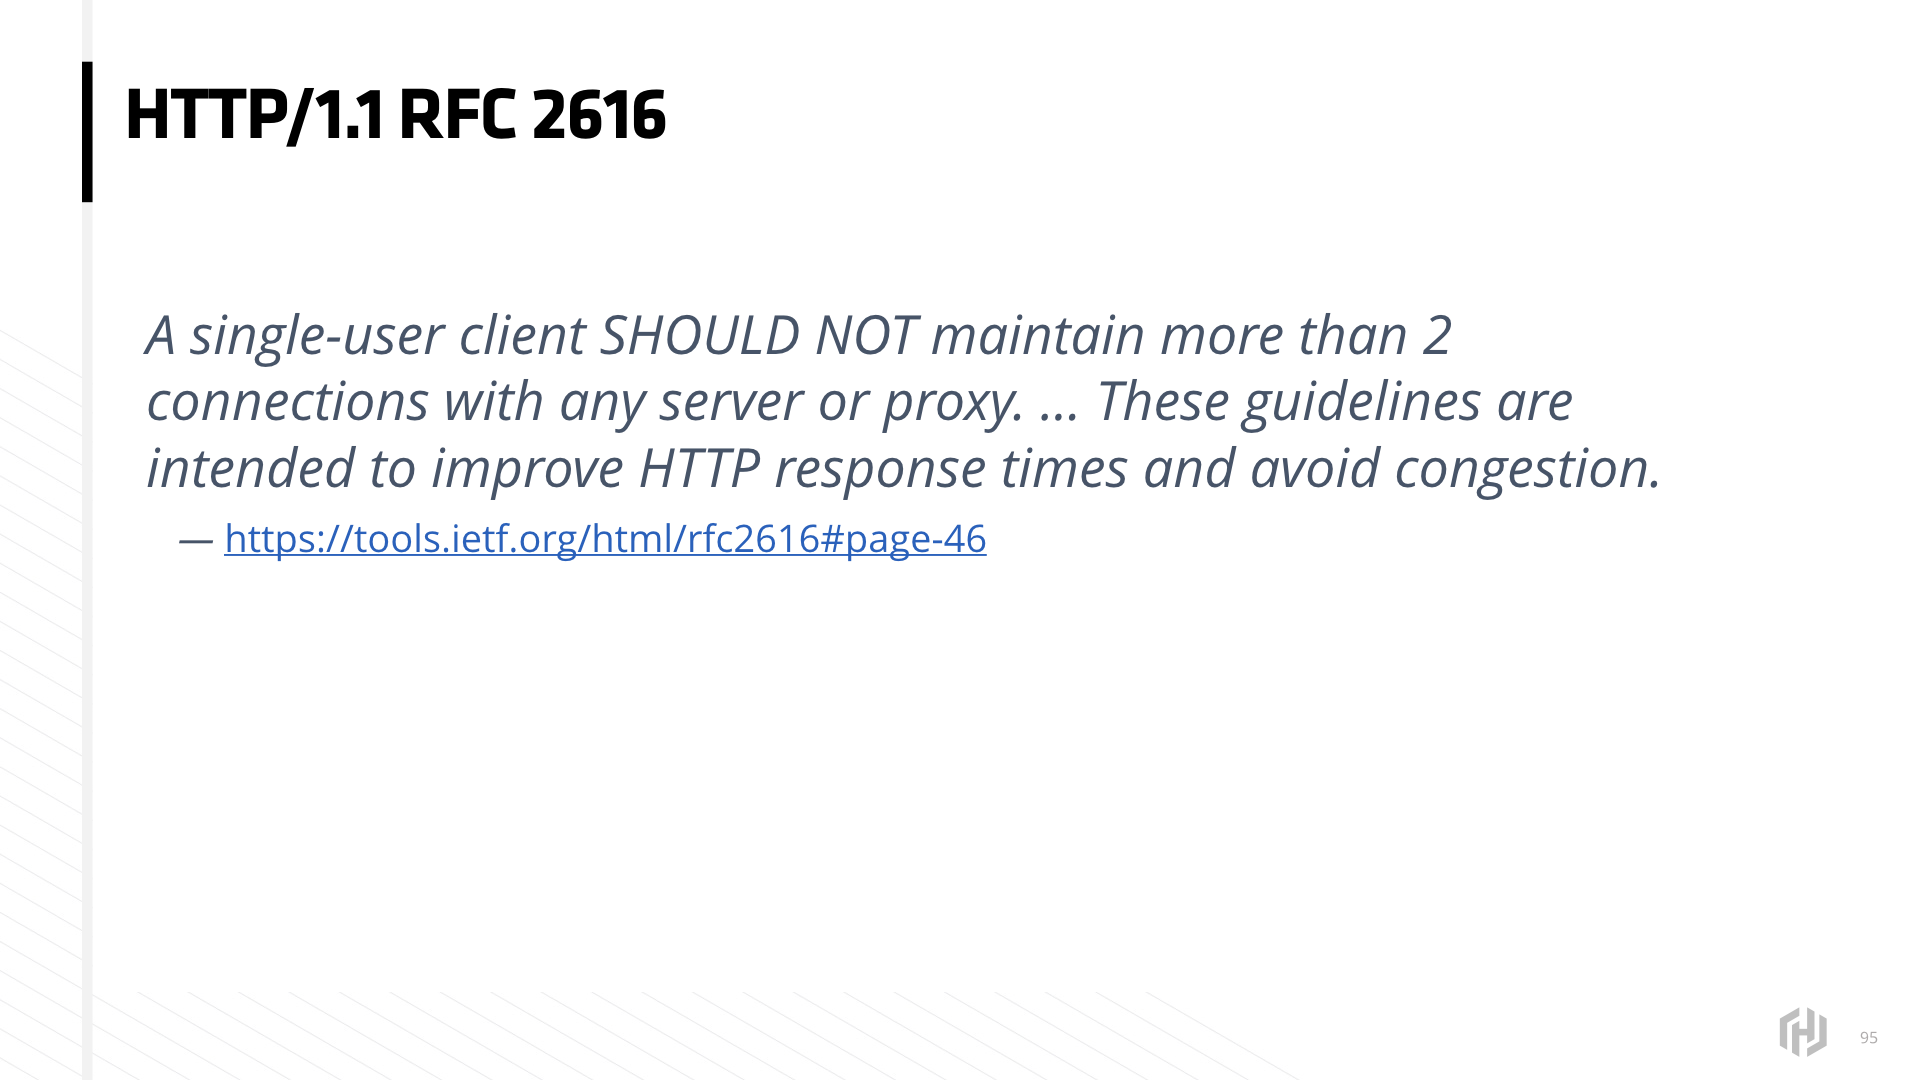 HTTP/1.1 RFC 2616
A single-user client SHOULD NOT maintain more than 2
connections with any server or proxy. ... These guidelines are
intended to improve HTTP response times and avoid congestion.
— https://tools.ietf.org/html/rfc2616#page-46
95